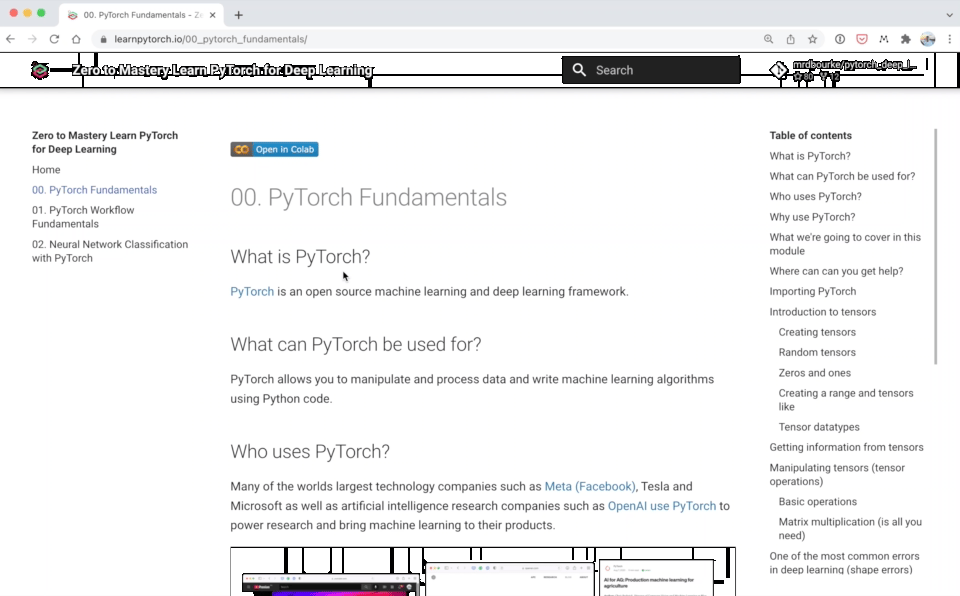 00. PyTorch Fundamentals - Ze
learnpytorch.io/00_pytorch_fundamentals/
Zero to Mastery Learn PyTorch for Deep Learning
Search
mrdbourke/pytorch-deep-l...
Zero to Mastery Learn PyTorch
for Deep Learning
Home
00. PyTorch Fundamentals
01. PyTorch Workflow
Fundamentals
02. Neural Network Classification
with PyTorch
Open in Colab
00. PyTorch Fundamentals
What is PyTorch?
PyTorch is an open source machine learning and deep learning framework.
What can PyTorch be used for?
PyTorch allows you to manipulate and process data and write machine learning algorithms
using Python code.
Who uses PyTorch?
Many of the worlds largest technology companies such as Meta (Facebook), Tesla and
Microsoft as well as artificial intelligence research companies such as OpenAI use PyTorch to
power research and bring machine learning to their products.
AI for AG: Production machine learning for
agriculture
Table of contents
What is PyTorch?
What can PyTorch be used for?
Who uses PyTorch?
Why use PyTorch?
What we're going to cover in this
module
Where can can you get help?
Importing PyTorch
Introduction to tensors
Creating tensors
Random tensors
Zeros and ones
Creating a range and tensors
like
Tensor datatypes
Getting information from tensors
Manipulating tensors (tensor
operations)
Basic operations
Matrix multiplication (is all you
need)
One of the most common errors
in deep learning (shape errors)